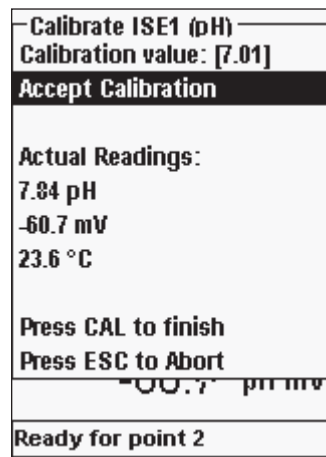 Calibrate ISE1 (pH)
Calibration value: [7.01]
Accept Calibration
Actual Readings:
7.84 pH
-60.7 mV
23.6 °C
Press CAL to finish
Press ESC to Abort
Ready for point 2